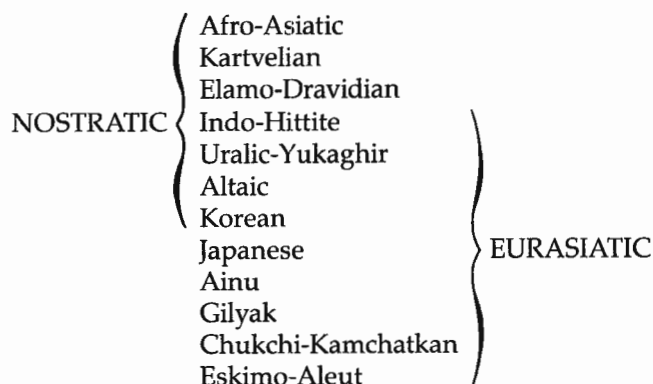 Afro-Asiatic
Kartvelian
Elamo-Dravidian
NOSTRATIC Indo-Hittite
Uralic-Yukaghir
Altaic
Korean
Japanese EURASIATIC
Ainu
Gilyak
Chukchi-Kamchatkan
Eskimo-Aleut